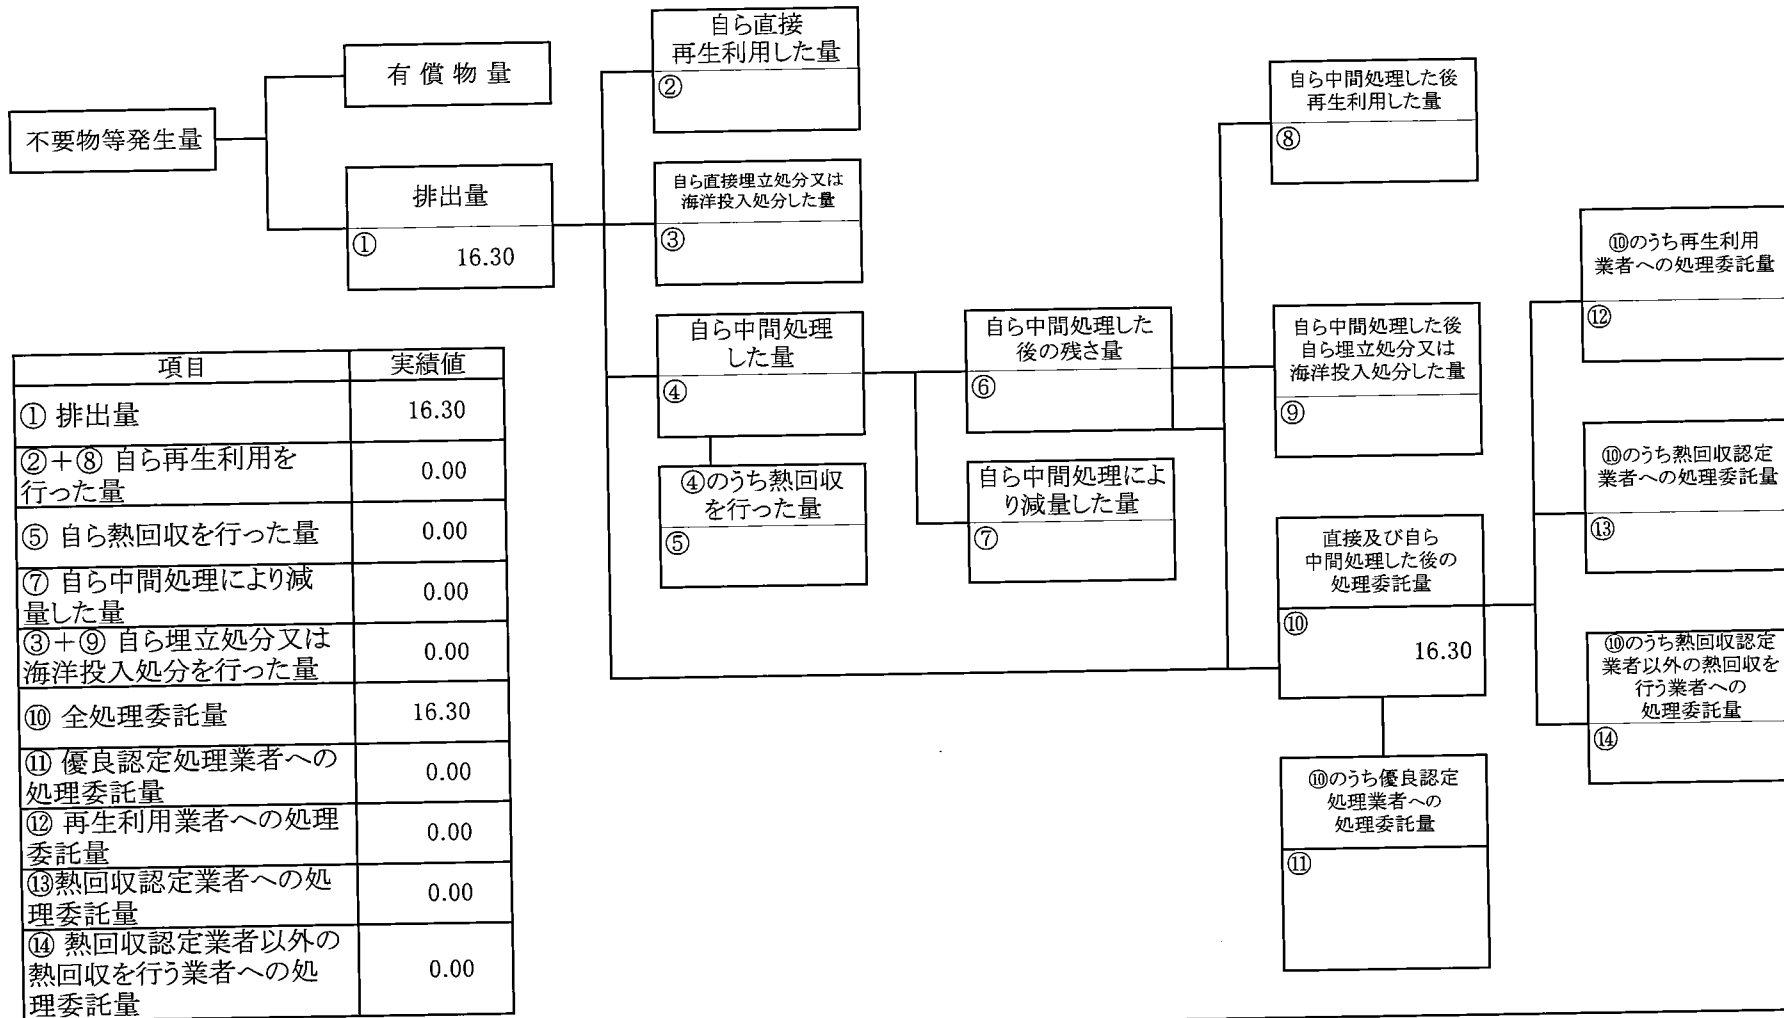 不要物等発生量
有償物量
排出量
①
16.30
自ら直接
再生利用した量
②
自ら直接埋立処分又は
海洋投入処分した量
③
自ら中間処理
した量
④
④のうち熱回収
を行った量
⑤
自ら中間処理した
後の残さ量
⑥
自ら中間処理によ
り減量した量
⑦
自ら中間処理した後
再生利用した量
⑧
自ら中間処理した後
自ら埋立処分又は
海洋投入処分した量
⑨
直接及び自ら
中間処理した後の
処理委託量
⑩
16.30
⑩のうち優良認定
処理業者への
処理委託量
⑪
⑩のうち再生利用
業者への処理委託量
⑫
⑩のうち熱回収認定
業者への処理委託量
⑬
⑩のうち熱回収認定
業者以外の熱回収を
行う業者への
処理委託量
⑭
項目 実績値
① 排出量 16.30
②+⑧ 自ら再生利用を
行った量 0.00
⑤ 自ら熱回収を行った量 0.00
⑦ 自ら中間処理により減
量した量 0.00
③+⑨ 自ら埋立処分又は
海洋投入処分を行った量 0.00
⑩ 全処理委託量 16.30
⑪ 優良認定処理業者への
処理委託量 0.00
⑫ 再生利用業者への処理
委託量 0.00
⑬熱回収認定業者への処
理委託量 0.00
⑭ 熱回収認定業者以外の
熱回収を行う業者への処
理委託量 0.00